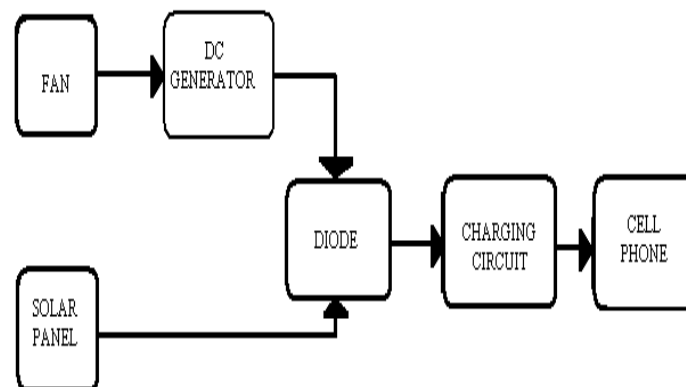 FAN
DC
GENERATOR
DIODE
CHARGING
CIRCUIT
CELL
PHONE
SOLAR
PANEL